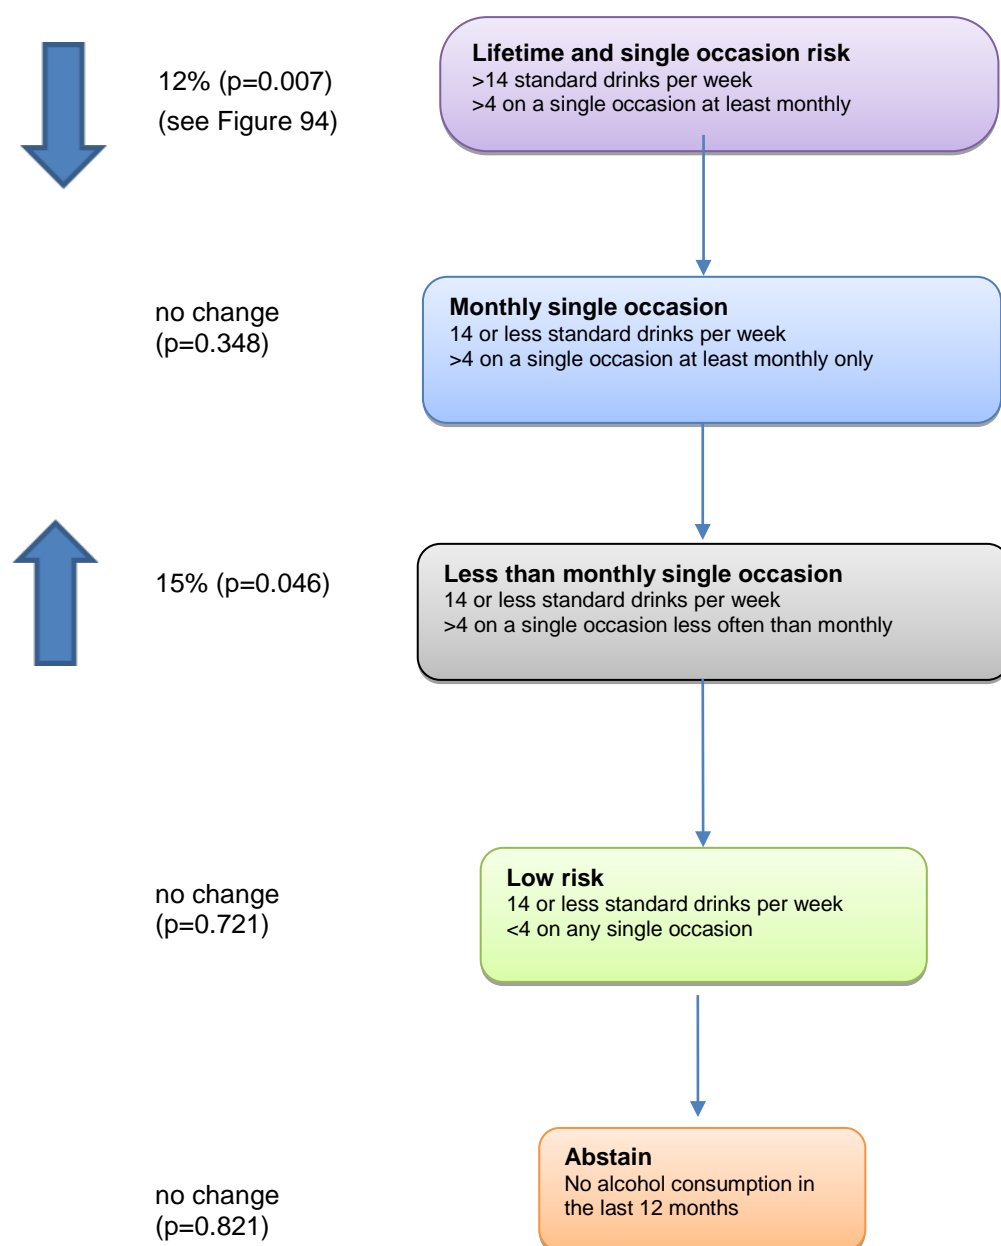 12% (p=0.007)
(see Figure 94)
Lifetime and single occasion risk
>14 standard drinks per week
>4 on a single occasion at least monthly
no change
(p=0.348)
Monthly single occasion
14 or less standard drinks per week
>4 on a single occasion at least monthly only
15% (p=0.046)
Less than monthly single occasion
14 or less standard drinks per week
>4 on a single occasion less often than monthly
no change
(p=0.721)
Low risk
14 or less standard drinks per week
<4 on any single occasion
no change
(p=0.821)
Abstain
No alcohol consumption in
the last 12 months